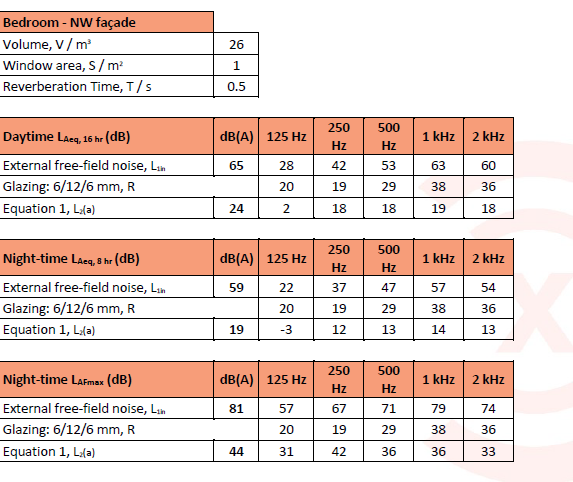 Bedroom - NW façade
Volume, V / m³ 26
Window area, S / m² 1
Reverberation Time, T / s 0.5
Daytime LAeq, 16 hr (dB) dB(A) 125 Hz 250 Hz 500 Hz 1 kHz 2 kHz
External free-field noise, L1in 65 28 42 53 63 60
Glazing: 6/12/6 mm, R 20 19 29 38 36
Equation 1, L2(a) 24 2 18 18 19 18
Night-time LAeq, 8 hr (dB) dB(A) 125 Hz 250 Hz 500 Hz 1 kHz 2 kHz
External free-field noise, L1in 59 22 37 47 57 54
Glazing: 6/12/6 mm, R 20 19 29 38 36
Equation 1, L2(a) 19 -3 12 13 14 13
Night-time LAFmax (dB) dB(A) 125 Hz 250 Hz 500 Hz 1 kHz 2 kHz
External free-field noise, L1in 81 57 67 71 79 74
Glazing: 6/12/6 mm, R 20 19 29 38 36
Equation 1, L2(a) 44 31 42 36 36 33